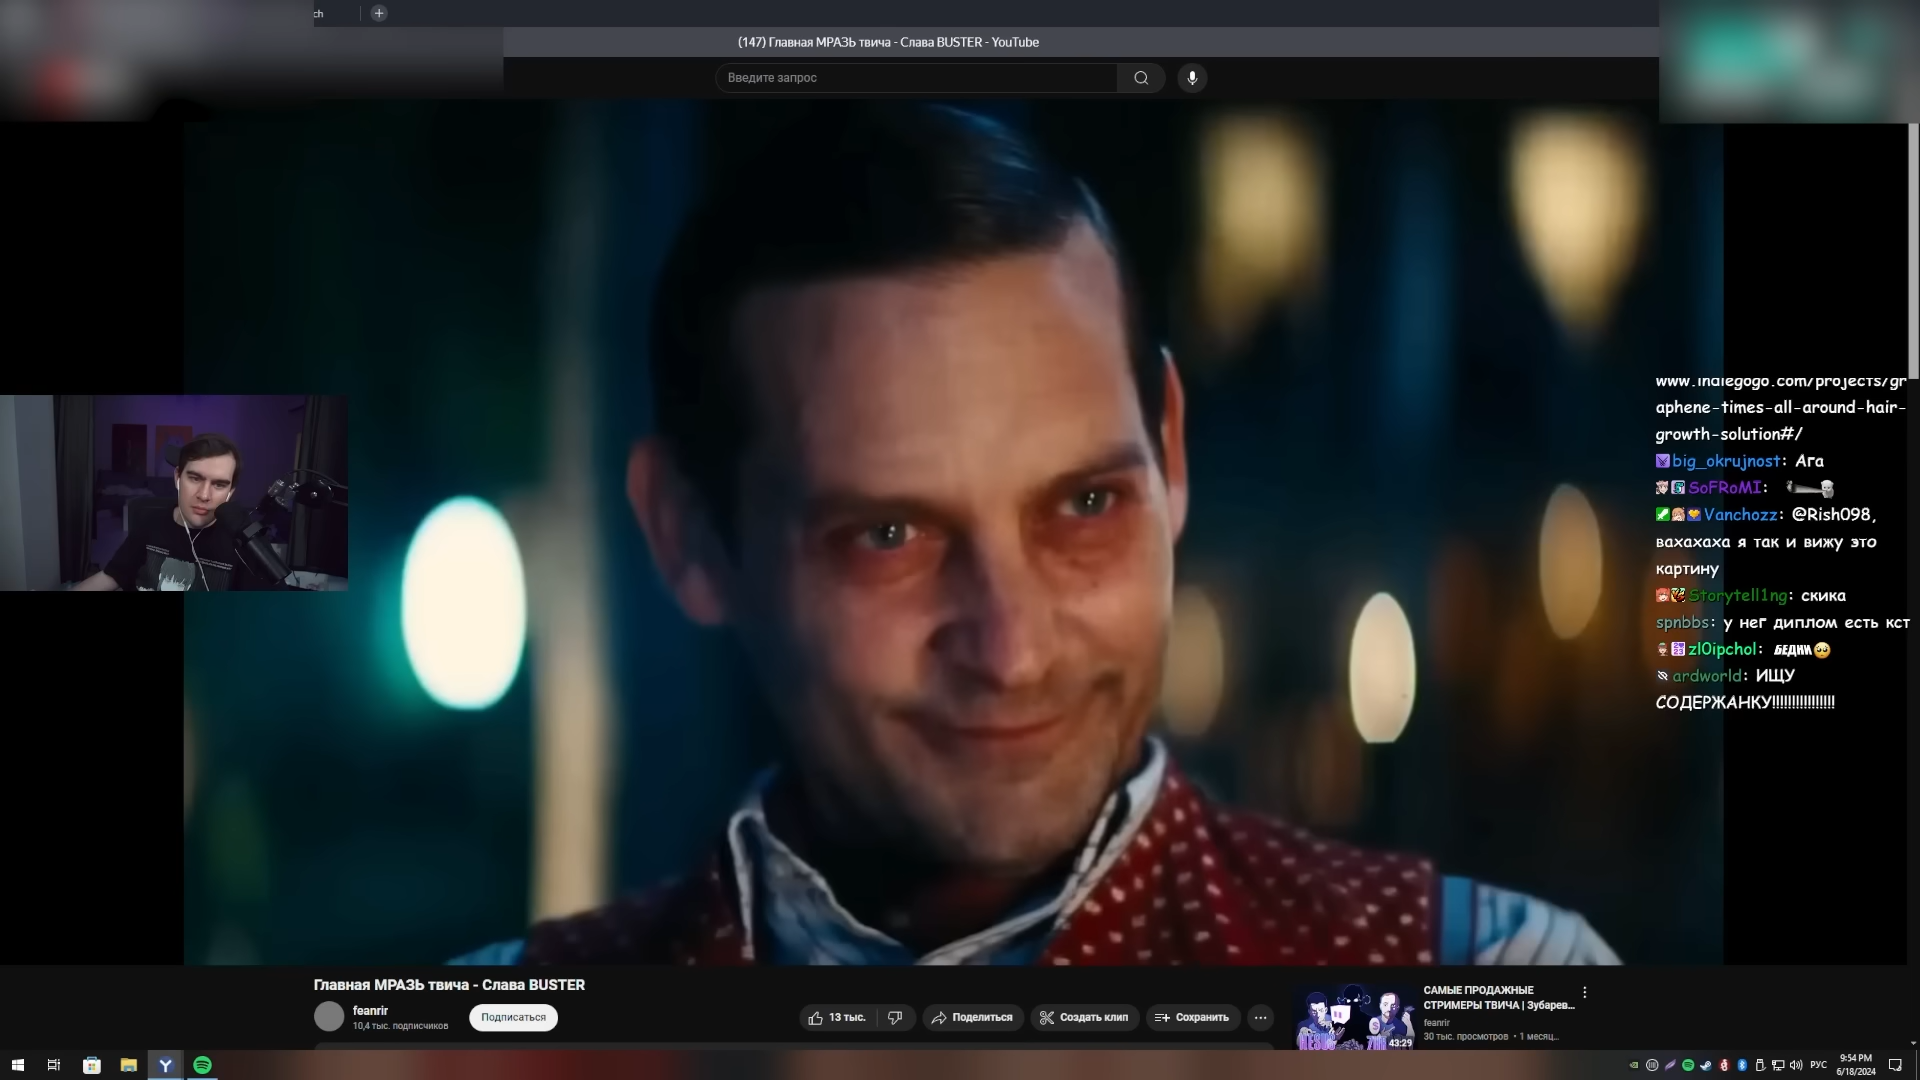 ch
(147) Главная МРАЗЬ твича - Слава BUSTER - YouTube
Введите запрос
www.indiegogo.com/projects/gr
aphene-times-all-around-hair-
growth-solution#/
big_okrujnost: Ага
SoFRoMI:
Vanchozz: @Rish098,
вахахаха я так и вижу это
картину
Storytell1ng: скика
spnbbs: у нег диплом есть кст
zl0ipchol: БЕДНИ
ardworld: ИЩУ
СОДЕРЖАНКУ!!!!!!!!!!!!!!!!
Главная МРАЗЬ твича - Слава BUSTER
feanrir
10,4 тыс. подписчиков
Подписаться
13 тыс.
Поделиться
Создать клип
Сохранить
САМЫЕ ПРОДАЖНЫЕ
СТРИМЕРЫ ТВИЧА | Зубарев...
feanrir
30 тыс. просмотров • 1 месяц...
43:29
РУС
9:54 PM
6/18/2024